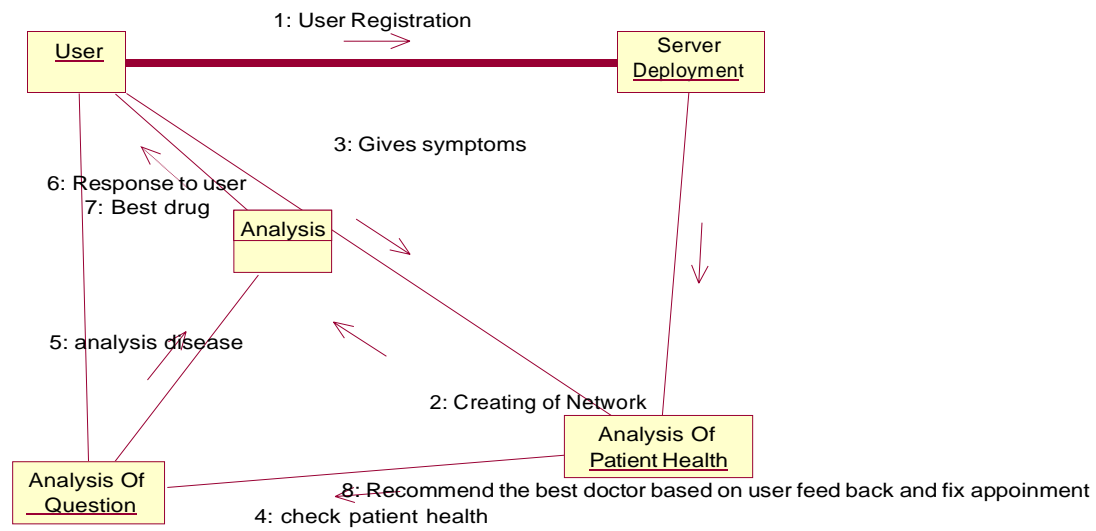 1: User Registration
User
Server
Deployment
3: Gives symptoms
6: Response to user
7: Best drug
Analysis
5: analysis disease
2: Creating of Network
Analysis Of
Patient Health
Analysis Of
Question
8: Recommend the best doctor based on user feed back and fix appoinment
4: check patient health